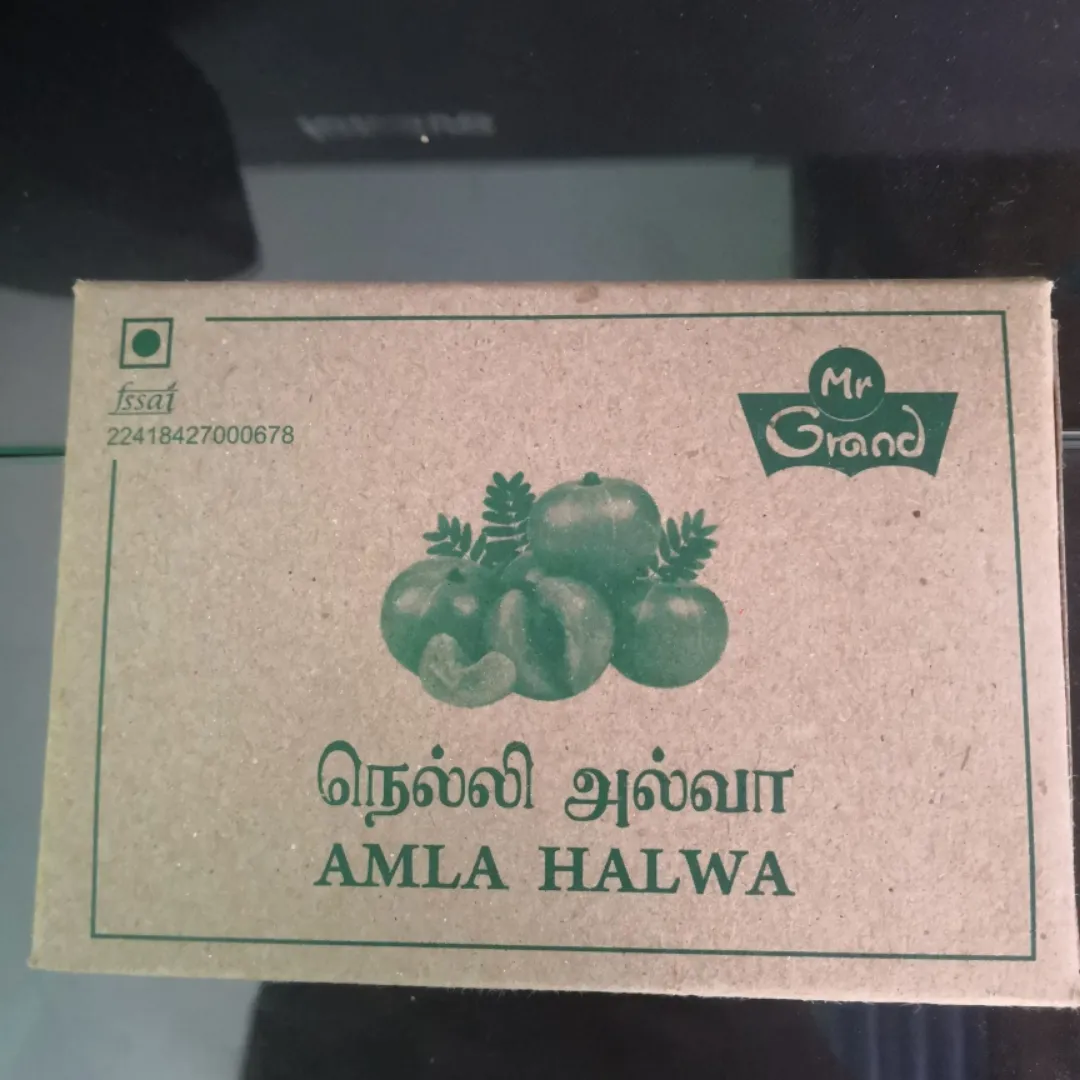 fssai
22418427000678
Mr
Grand
நெல்லி அல்வா
AMLA HALWA